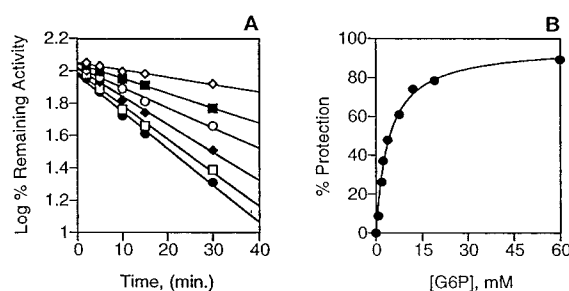 A
Log % Remaining Activity
2.2
2
1.8
1.6
1.4
1.2
1
0 10 20 30 40
Time, (min.)
B
% Protection
100
80
60
40
20
0
0 15 30 45 60
[G6P], mM